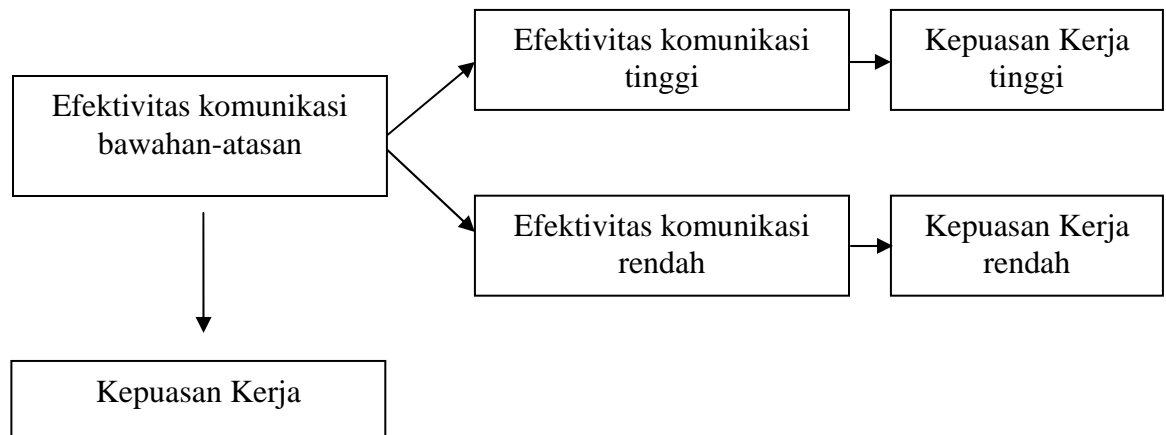 Efektivitas komunikasi
bawahan-atasan
Efektivitas komunikasi
tinggi
Kepuasan Kerja
tinggi
Efektivitas komunikasi
rendah
Kepuasan Kerja
rendah
Kepuasan Kerja